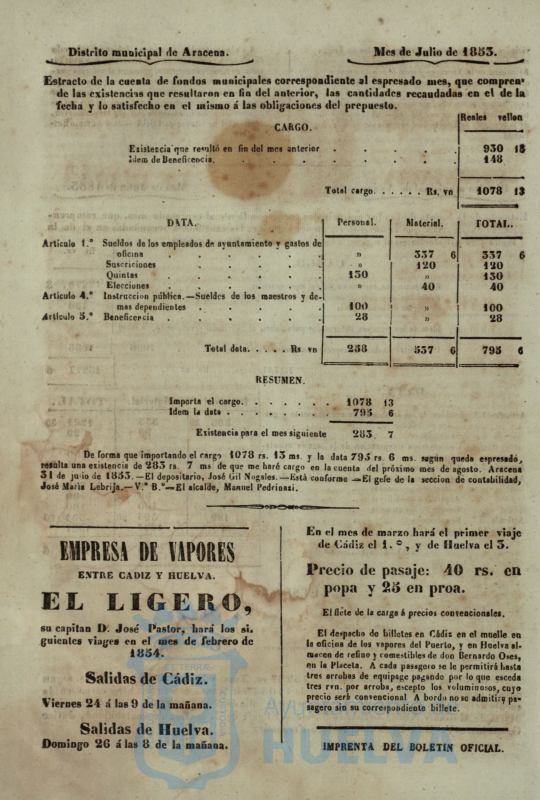 Distrito municipal de Aracena. Mes de Julio de 1853.
Estracto de la cuenta de fondos municipales correspondiente al espresado mes, que compren-
de las existencias que resultaron en fin del anterior, las cantidades recaudadas en el de la
fecha y lo satisfecho en el mismo á las obligaciones del prepuesto.
Reales vellon
CARGO.
Existencia que resultó en fin del mes anterior . . . . . 930 13
Idem de Beneficencia. . . . . . . . 148
Total cargo. . . . . . Rs. vn 1078 13
DATA. Personal. Material. TOTAL.
Artículo 1.º Sueldos de los empleados de ayuntamiento y gastos de
oficina . . . . . . » 337 6 337 6
Suscriciones . . . . . . » 120 120
Quintas . . . . . . 130 » 130
Elecciones . . . . . . » 40 40
Artículo 4.º Instruccion pública.—Sueldos de los maestros y de-
mas dependientes . . . . . 100 » 100
Artículo 5.º Beneficencia . . . . . . 28 » 28
Total data. . . . . Rs vn 258 537 6 795 6
RESUMEN.
Importa el cargo. . . . . . . 1078 13
Idem la data . . . . . . . . 795 6
Existencia para el mes siguiente 283 7
De forma que importando el cargo 1078 rs. 13 ms. y la data 795 rs. 6 ms. sugun queda espresado,
resulta una existencia de 283 rs. 7 ms de que me haré cargo en la cuenta del próximo mes de agosto. Aracena
31 de julio de 1853.—El depositario, José Gil Nogales.—Está conforme—El gefe de la seccion de contabilidad,
José María Lebrija.—V.º B.º—El alcalde, Manuel Pedrinazi.
EMPRESA DE VAPORES
ENTRE CADIZ Y HUELVA.
EL LIGERO,
su capitan D. José Pastor, hará los si-
guientes viages en el mes de febrero de
1854.
Salidas de Cádiz.
Viernes 24 á las 9 de la mañana.
Salidas de Huelva.
Domingo 26 á las 8 de la mañana.
En el mes de marzo hará el primer viaje
de Cádiz el 1.º, y de Huelva el 3.
Precio de pasaje: 40 rs. en
popa y 25 en proa.
El flete de la carga á precios convencionales.
El despacho de billetes en Cádiz en el muelle en
la oficina de los vapores del Puerto, y en Huelva al-
macen de refino y comestibles de don Bernardo Oses,
en la Placeta. A cada pasagero se le permitirá hasta
tres arrobas de equipage pagando por lo que esceda
tres rvn. por arroba, escepto los voluminosos, cuyo
precio será convencional A bordo no se admitirá pa-
sagero sin su correspondiente billete.
IMPRENTA DEL BOLETIN OFICIAL.
HUELVA